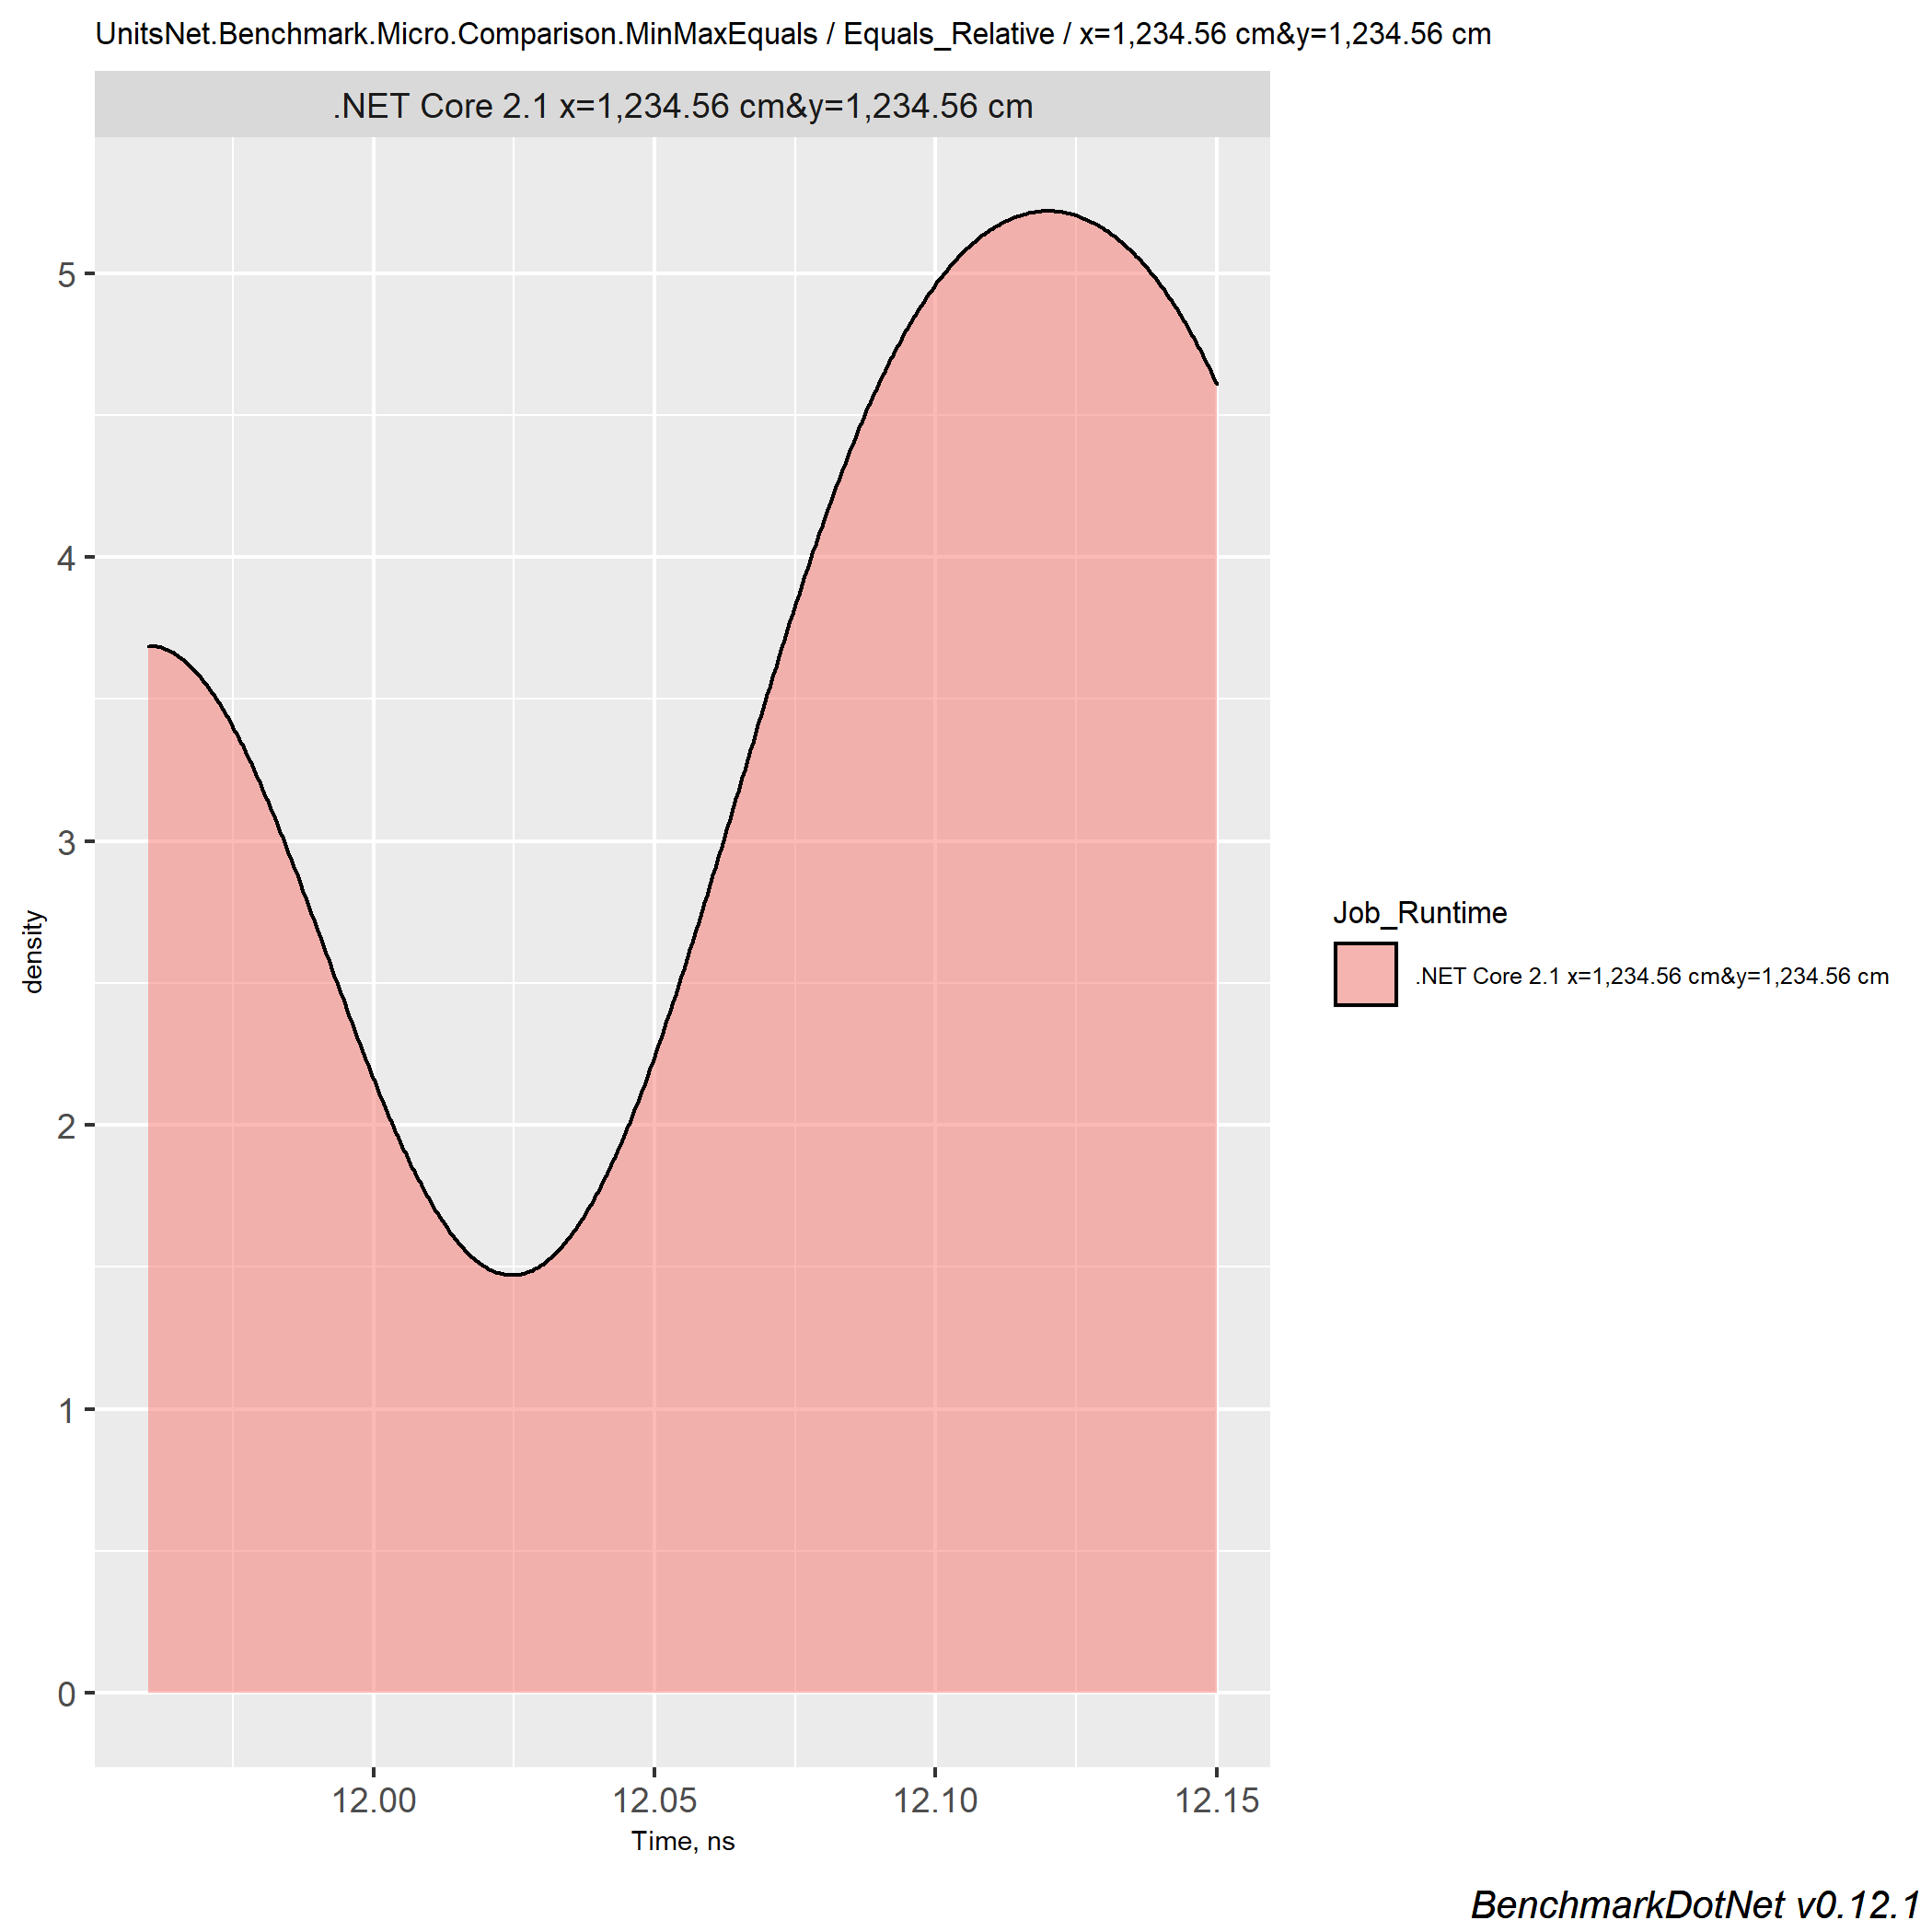 UnitsNet.Benchmark.Micro.Comparison.MinMaxEquals / Equals_Relative / x=1,234.56 cm&y=1,234.56 cm
.NET Core 2.1 x=1,234.56 cm&y=1,234.56 cm
5
4
3
2
1
0
density
12.00 12.05 12.10 12.15
Time, ns
Job_Runtime
.NET Core 2.1 x=1,234.56 cm&y=1,234.56 cm
BenchmarkDotNet v0.12.1